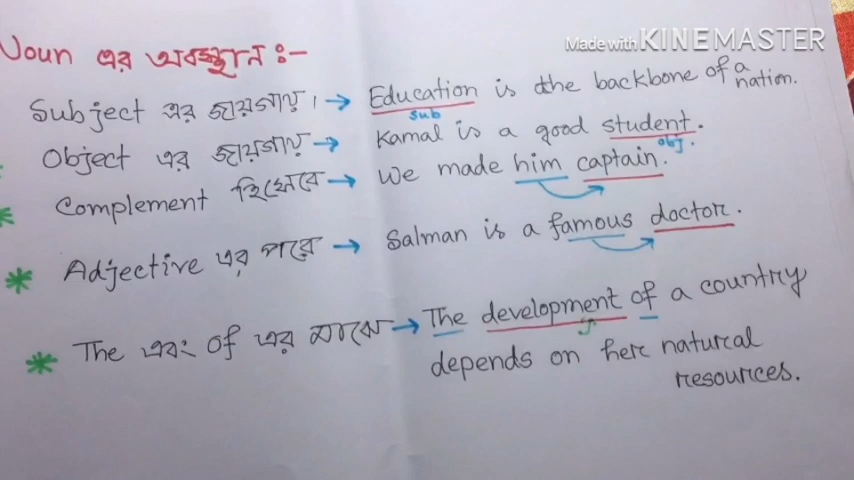 Made with KINEMASTER
Noun এর অবস্থান :-
Subject এর জায়গায়। → Education is the backbone of a nation.
sub
Object এর জায়গায় → Kamal is a good student.
obj.
Complement হিসেবে → We made him captain.
* Adjective এর পরে → Salman is a famous doctor.
* The এবং of এর মাঝে → The development of a country
depends on her natural
resources.